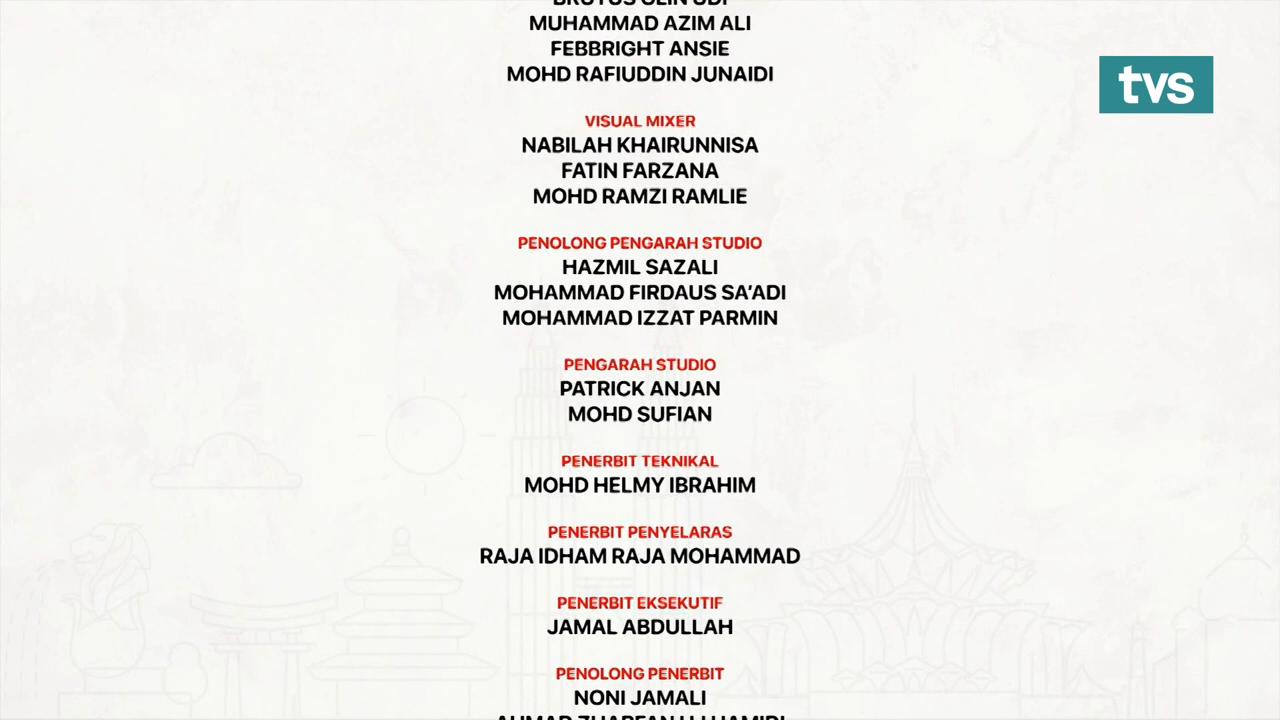 MUHAMMAD AZIM ALI
FEBBRIGHT ANSIE
MOHD RAFIUDDIN JUNAIDI
tvs
VISUAL MIXER
NABILAH KHAIRUNNISA
FATIN FARZANA
MOHD RAMZI RAMLIE
PENOLONG PENGARAH STUDIO
HAZMIL SAZALI
MOHAMMAD FIRDAUS SA'ADI
MOHAMMAD IZZAT PARMIN
PENGARAH STUDIO
PATRICK ANJAN
MOHD SUFIAN
PENERBIT TEKNIKAL
MOHD HELMY IBRAHIM
PENERBIT PENYELARAS
RAJA IDHAM RAJA MOHAMMAD
PENERBIT EKSEKUTIF
JAMAL ABDULLAH
PENOLONG PENERBIT
NONI JAMALI